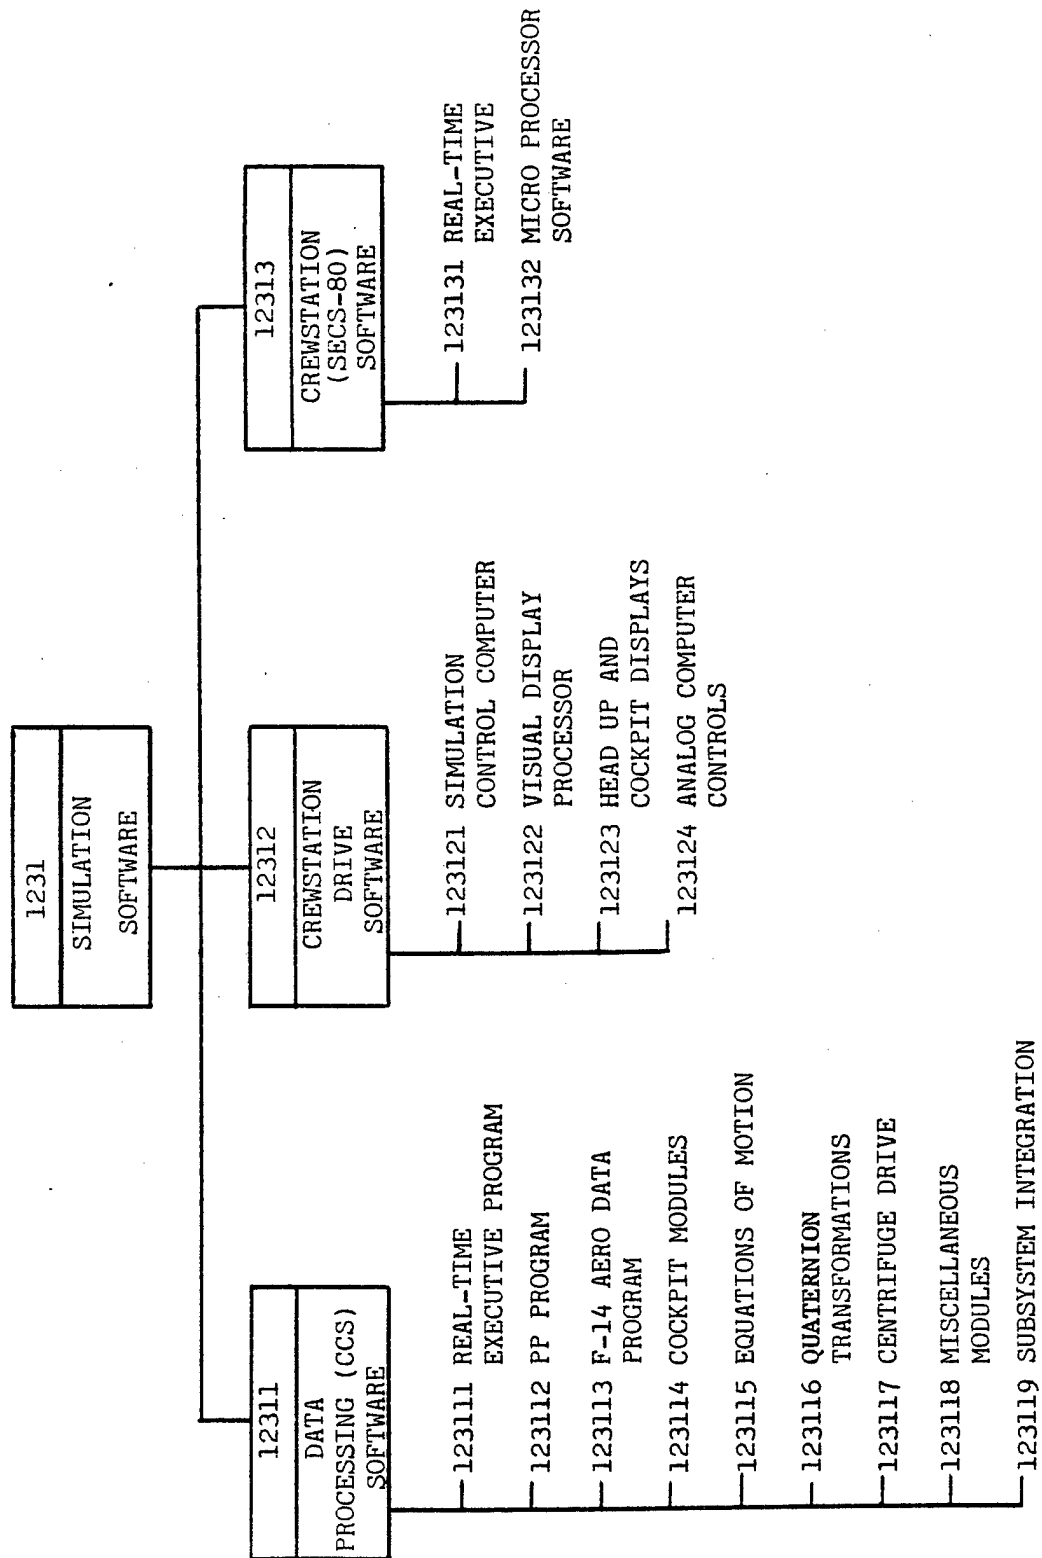 1231
SIMULATION
SOFTWARE
12311
DATA
PROCESSING (CCS)
SOFTWARE
123111 REAL-TIME
EXECUTIVE PROGRAM
123112 PP PROGRAM
123113 F-14 AERO DATA
PROGRAM
123114 COCKPIT MODULES
123115 EQUATIONS OF MOTION
123116 QUATERNION
TRANSFORMATIONS
123117 CENTRIFUGE DRIVE
123118 MISCELLANEOUS
MODULES
123119 SUBSYSTEM INTEGRATION
12312
CREWSTATION
DRIVE
SOFTWARE
123121 SIMULATION
CONTROL COMPUTER
123122 VISUAL DISPLAY
PROCESSOR
123123 HEAD UP AND
COCKPIT DISPLAYS
123124 ANALOG COMPUTER
CONTROLS
12313
CREWSTATION
(SECS-80)
SOFTWARE
123131 REAL-TIME
EXECUTIVE
123132 MICRO PROCESSOR
SOFTWARE